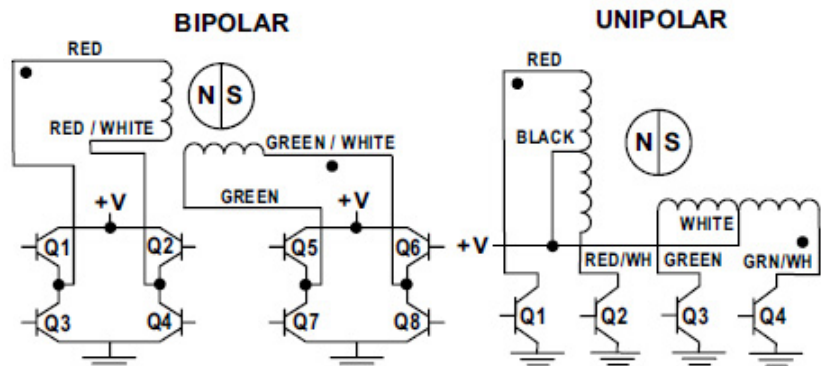 BIPOLAR
UNIPOLAR
RED
RED / WHITE
N S
GREEN / WHITE
GREEN
+V
+V
Q1
Q2
Q3
Q4
Q5
Q6
Q7
Q8
RED
BLACK
N S
WHITE
+V
RED/WH
GREEN
GRN/WH
Q1
Q2
Q3
Q4